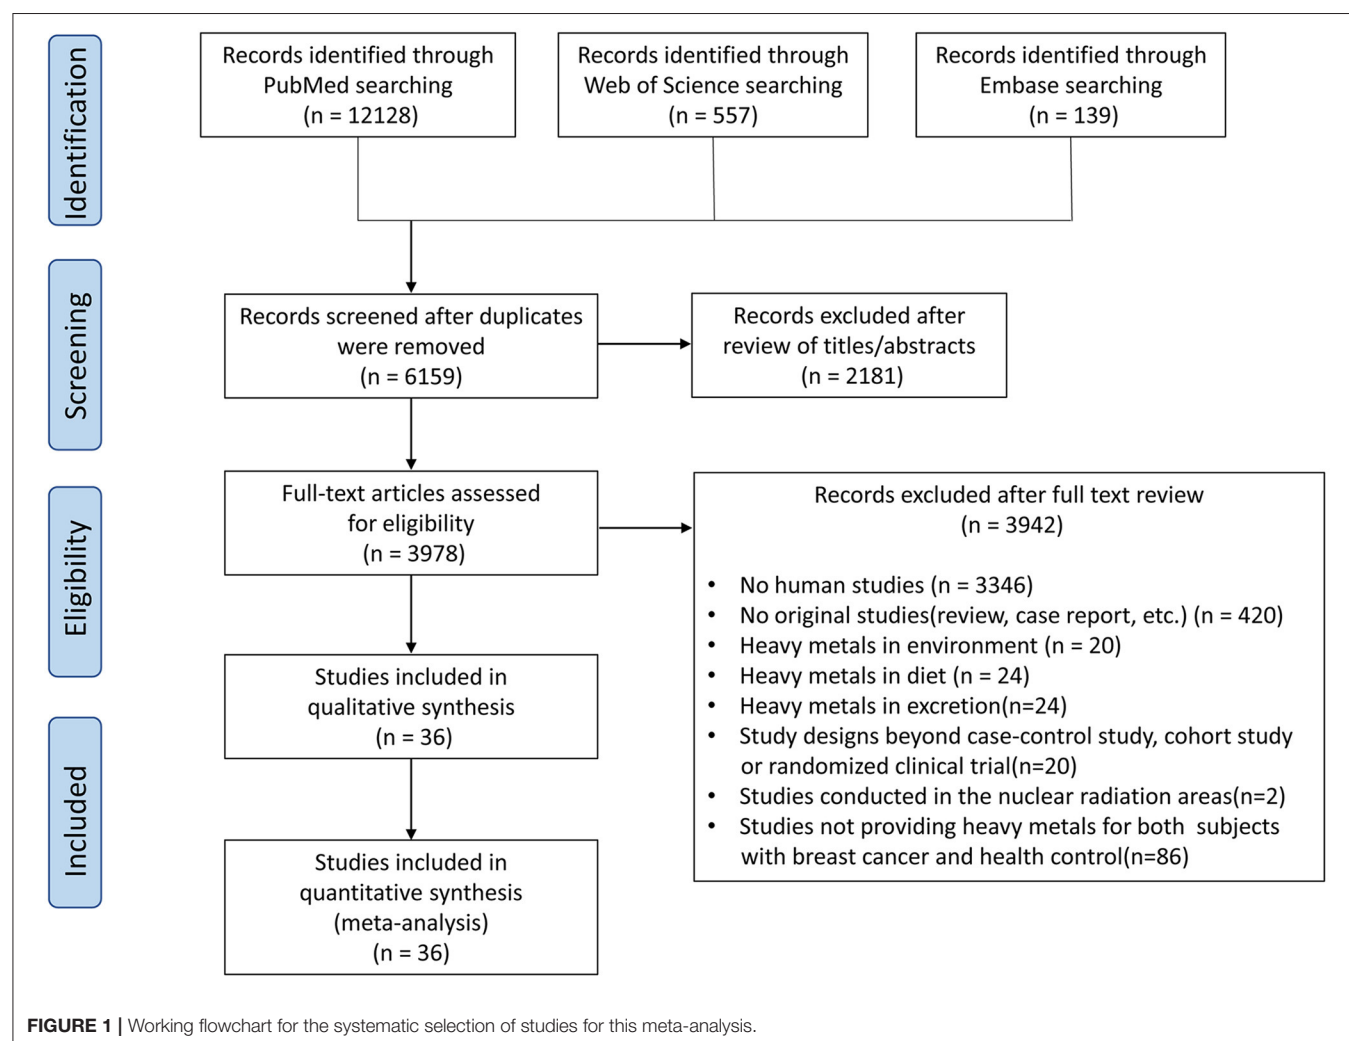 Identification
Records identified through
PubMed searching
(n = 12128)
Records identified through
Web of Science searching
(n = 557)
Records identified through
Embase searching
(n = 139)
Screening
Records screened after duplicates
were removed
(n = 6159)
Records excluded after
review of titles/abstracts
(n = 2181)
Eligibility
Full-text articles assessed
for eligibility
(n = 3978)
Records excluded after full text review
(n = 3942)
• No human studies (n = 3346)
• No original studies(review, case report, etc.) (n = 420)
• Heavy metals in environment (n = 20)
• Heavy metals in diet (n = 24)
• Heavy metals in excretion(n=24)
• Study designs beyond case-control study, cohort study
or randomized clinical trial(n=20)
• Studies conducted in the nuclear radiation areas(n=2)
• Studies not providing heavy metals for both subjects
with breast cancer and health control(n=86)
Studies included in
qualitative synthesis
(n = 36)
Included
Studies included in
quantitative synthesis
(meta-analysis)
(n = 36)
FIGURE 1 | Working flowchart for the systematic selection of studies for this meta-analysis.